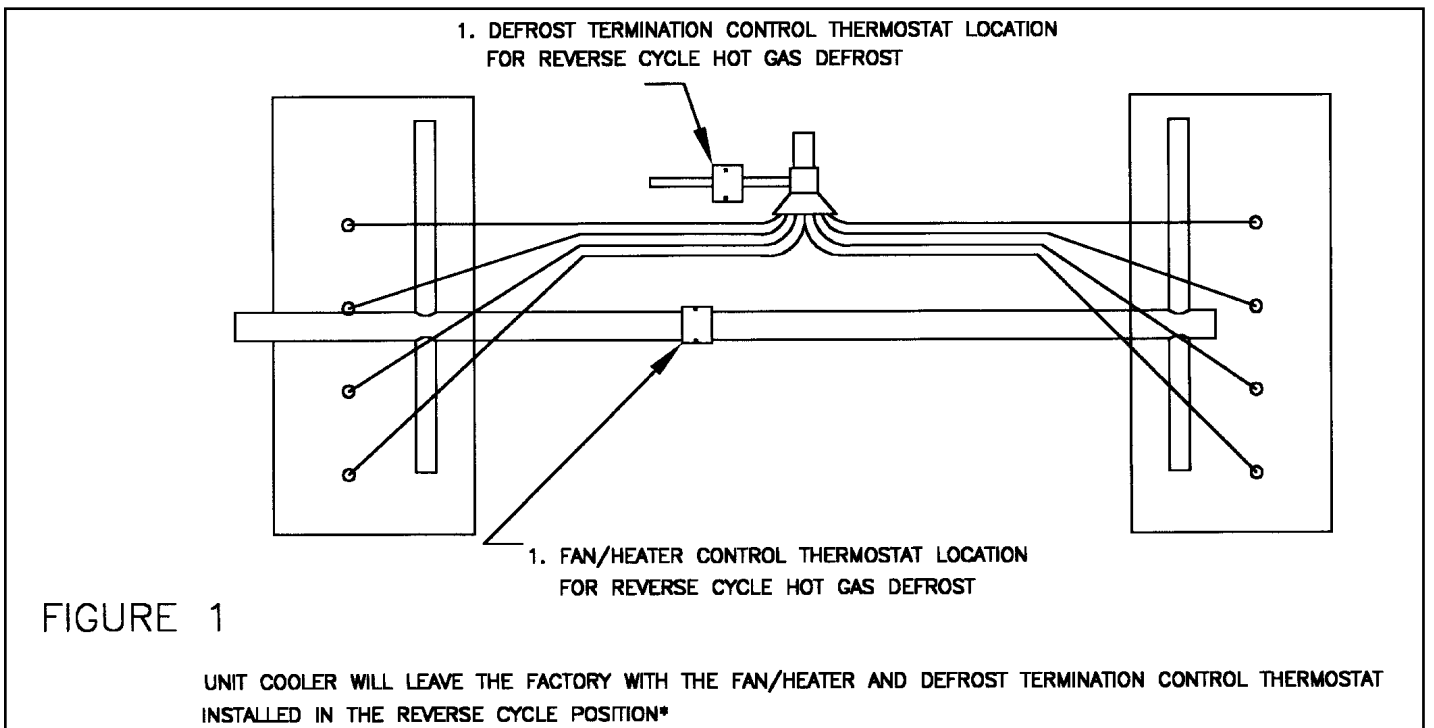 1. DEFROST TERMINATION CONTROL THERMOSTAT LOCATION
FOR REVERSE CYCLE HOT GAS DEFROST
1. FAN/HEATER CONTROL THERMOSTAT LOCATION
FOR REVERSE CYCLE HOT GAS DEFROST
FIGURE 1
UNIT COOLER WILL LEAVE THE FACTORY WITH THE FAN/HEATER AND DEFROST TERMINATION CONTROL THERMOSTAT
INSTALLED IN THE REVERSE CYCLE POSITION*